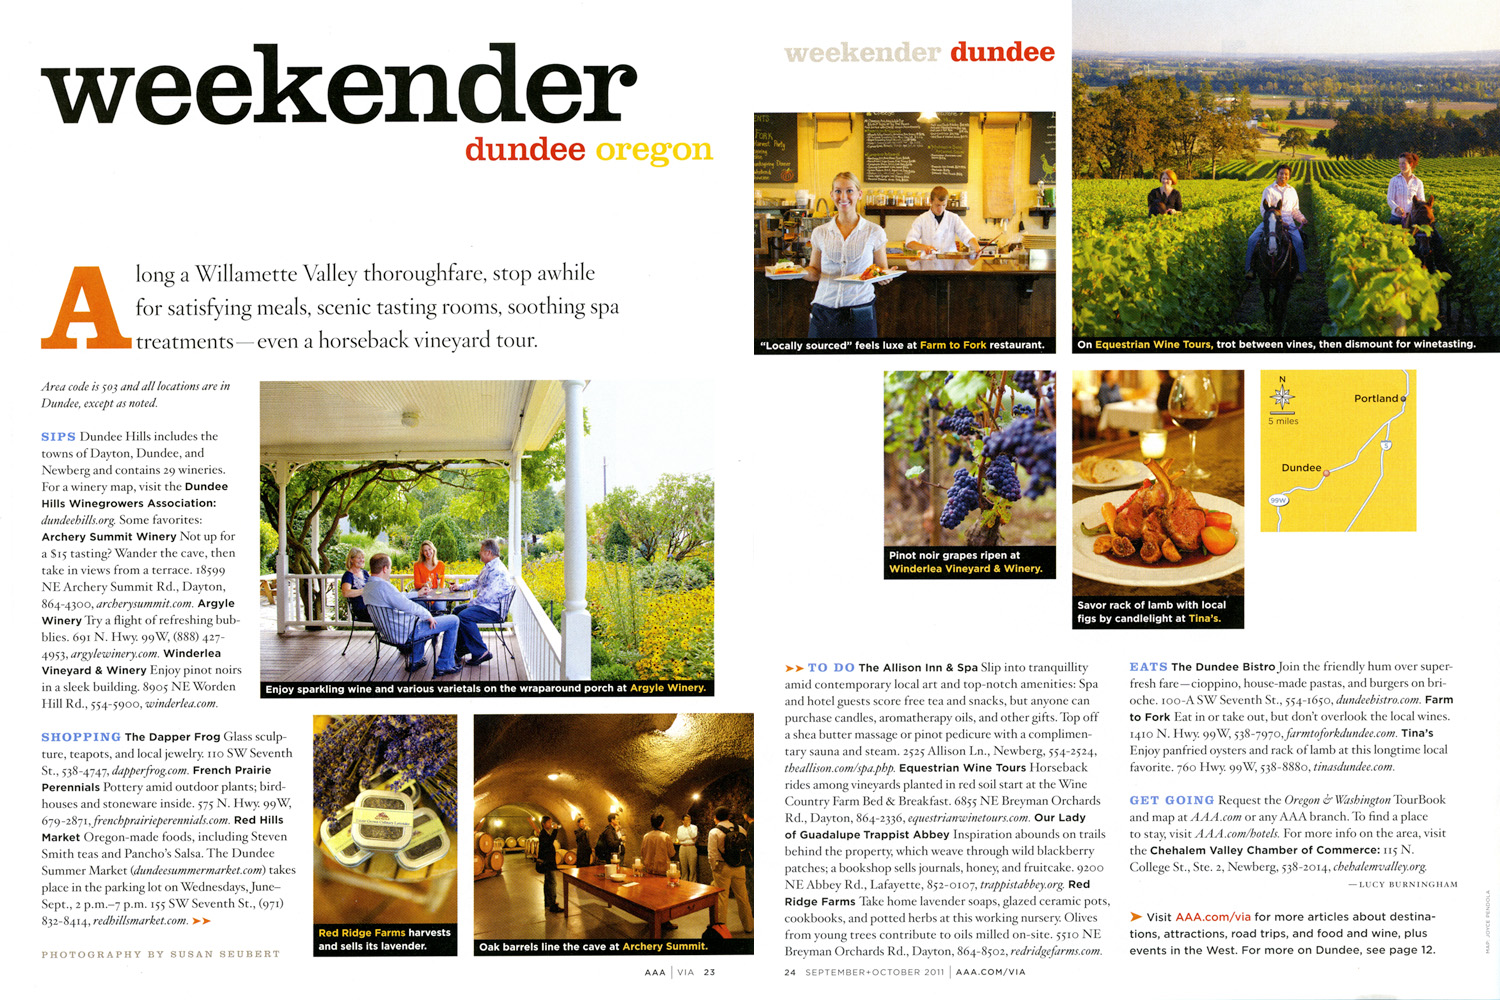 weekender
dundee oregon
Along a Willamette Valley thoroughfare, stop awhile
for satisfying meals, scenic tasting rooms, soothing spa
treatments—even a horseback vineyard tour.
Area code is 503 and all locations are in
Dundee, except as noted.
SIPS Dundee Hills includes the
towns of Dayton, Dundee, and
Newberg and contains 29 wineries.
For a winery map, visit the Dundee
Hills Winegrowers Association:
dundeehills.org. Some favorites:
Archery Summit Winery Not up for
a $15 tasting? Wander the cave, then
take in views from a terrace. 18599
NE Archery Summit Rd., Dayton,
864-4300, archerysummit.com. Argyle
Winery Try a flight of refreshing bub-
blies. 691 N. Hwy. 99W, (888) 427-
4953, argylewinery.com. Winderlea
Vineyard & Winery Enjoy pinot noirs
in a sleek building. 8905 NE Worden
Hill Rd., 554-5900, winderlea.com.
SHOPPING The Dapper Frog Glass sculp-
ture, teapots, and local jewelry. 110 SW Seventh
St., 538-4747, dapperfrog.com. French Prairie
Perennials Pottery amid outdoor plants; bird-
houses and stoneware inside. 575 N. Hwy. 99W,
679-2871, frenchprairieperennials.com. Red Hills
Market Oregon-made foods, including Steven
Smith teas and Pancho's Salsa. The Dundee
Summer Market (dundeesummermarket.com) takes
place in the parking lot on Wednesdays, June–
Sept., 2 p.m.–7 p.m. 155 SW Seventh St., (971)
832-8414, redhillsmarket.com. ➤➤
PHOTOGRAPHY BY SUSAN SEUBERT
Enjoy sparkling wine and various varietals on the wraparound porch at Argyle Winery.
Red Ridge Farms harvests
and sells its lavender.
Oak barrels line the cave at Archery Summit.
AAA | VIA 23
weekender dundee
"Locally sourced" feels luxe at Farm to Fork restaurant.
On Equestrian Wine Tours, trot between vines, then dismount for winetasting.
Pinot noir grapes ripen at
Winderlea Vineyard & Winery.
Savor rack of lamb with local
figs by candlelight at Tina's.
N
5 miles
Portland
5
Dundee
99W
➤➤ TO DO The Allison Inn & Spa Slip into tranquillity
amid contemporary local art and top-notch amenities: Spa
and hotel guests score free tea and snacks, but anyone can
purchase candles, aromatherapy oils, and other gifts. Top off
a shea butter massage or pinot pedicure with a complimen-
tary sauna and steam. 2525 Allison Ln., Newberg, 554-2524,
theallison.com/spa.php. Equestrian Wine Tours Horseback
rides among vineyards planted in red soil start at the Wine
Country Farm Bed & Breakfast. 6855 NE Breyman Orchards
Rd., Dayton, 864-2336, equestrianwinetours.com. Our Lady
of Guadalupe Trappist Abbey Inspiration abounds on trails
behind the property, which weave through wild blackberry
patches; a bookshop sells journals, honey, and fruitcake. 9200
NE Abbey Rd., Lafayette, 852-0107, trappistabbey.org. Red
Ridge Farms Take home lavender soaps, glazed ceramic pots,
cookbooks, and potted herbs at this working nursery. Olives
from young trees contribute to oils milled on-site. 5510 NE
Breyman Orchards Rd., Dayton, 864-8502, redridgefarms.com.
EATS The Dundee Bistro Join the friendly hum over super-
fresh fare—cioppino, house-made pastas, and burgers on bri-
oche. 100-A SW Seventh St., 554-1650, dundeebistro.com. Farm
to Fork Eat in or take out, but don't overlook the local wines.
1410 N. Hwy. 99W, 538-7970, farmtoforkdundee.com. Tina's
Enjoy panfried oysters and rack of lamb at this longtime local
favorite. 760 Hwy. 99W, 538-8880, tinasdundee.com.
GET GOING Request the Oregon & Washington TourBook
and map at AAA.com or any AAA branch. To find a place
to stay, visit AAA.com/hotels. For more info on the area, visit
the Chehalem Valley Chamber of Commerce: 115 N.
College St., Ste. 2, Newberg, 538-2014, chehalemvalley.org.
—LUCY BURNINGHAM
➤ Visit AAA.com/via for more articles about destina-
tions, attractions, road trips, and food and wine, plus
events in the West. For more on Dundee, see page 12.
MAP: JOYCE PENDOLA
24 SEPTEMBER+OCTOBER 2011 | AAA.COM/VIA